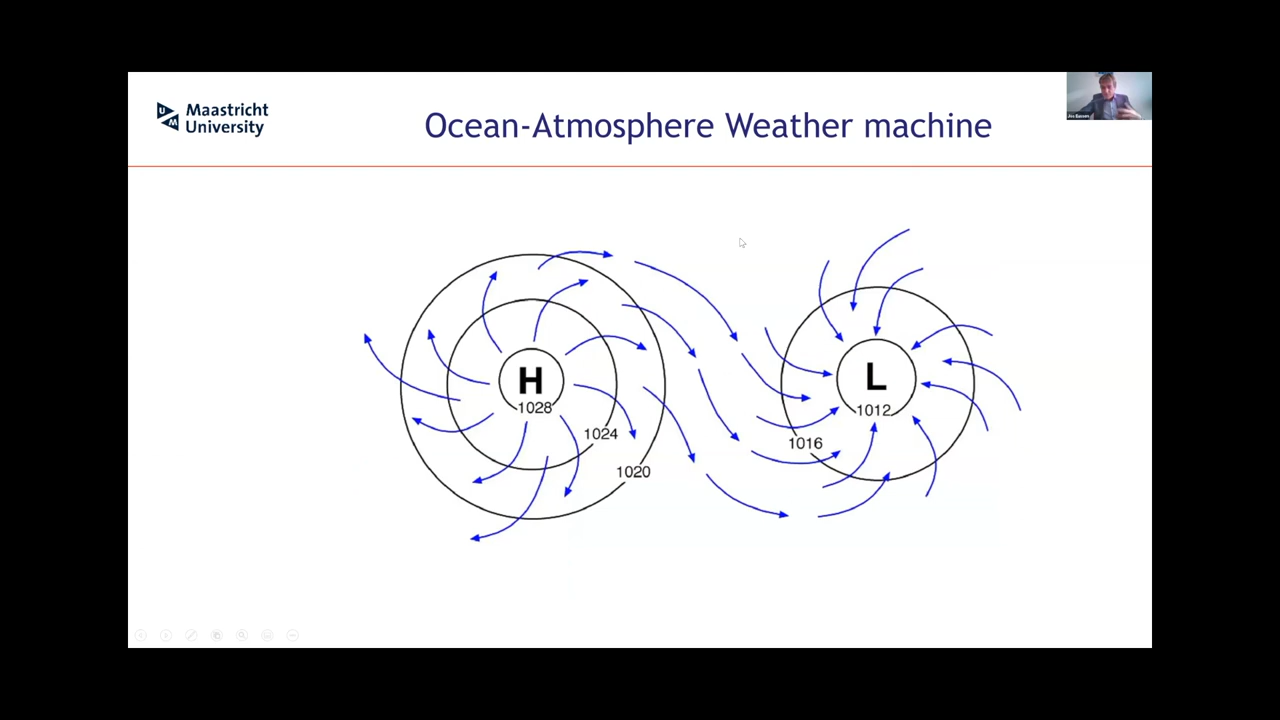 U
M
Maastricht
University
Ocean-Atmosphere Weather machine
H
1028
1024
1020
L
1012
1016